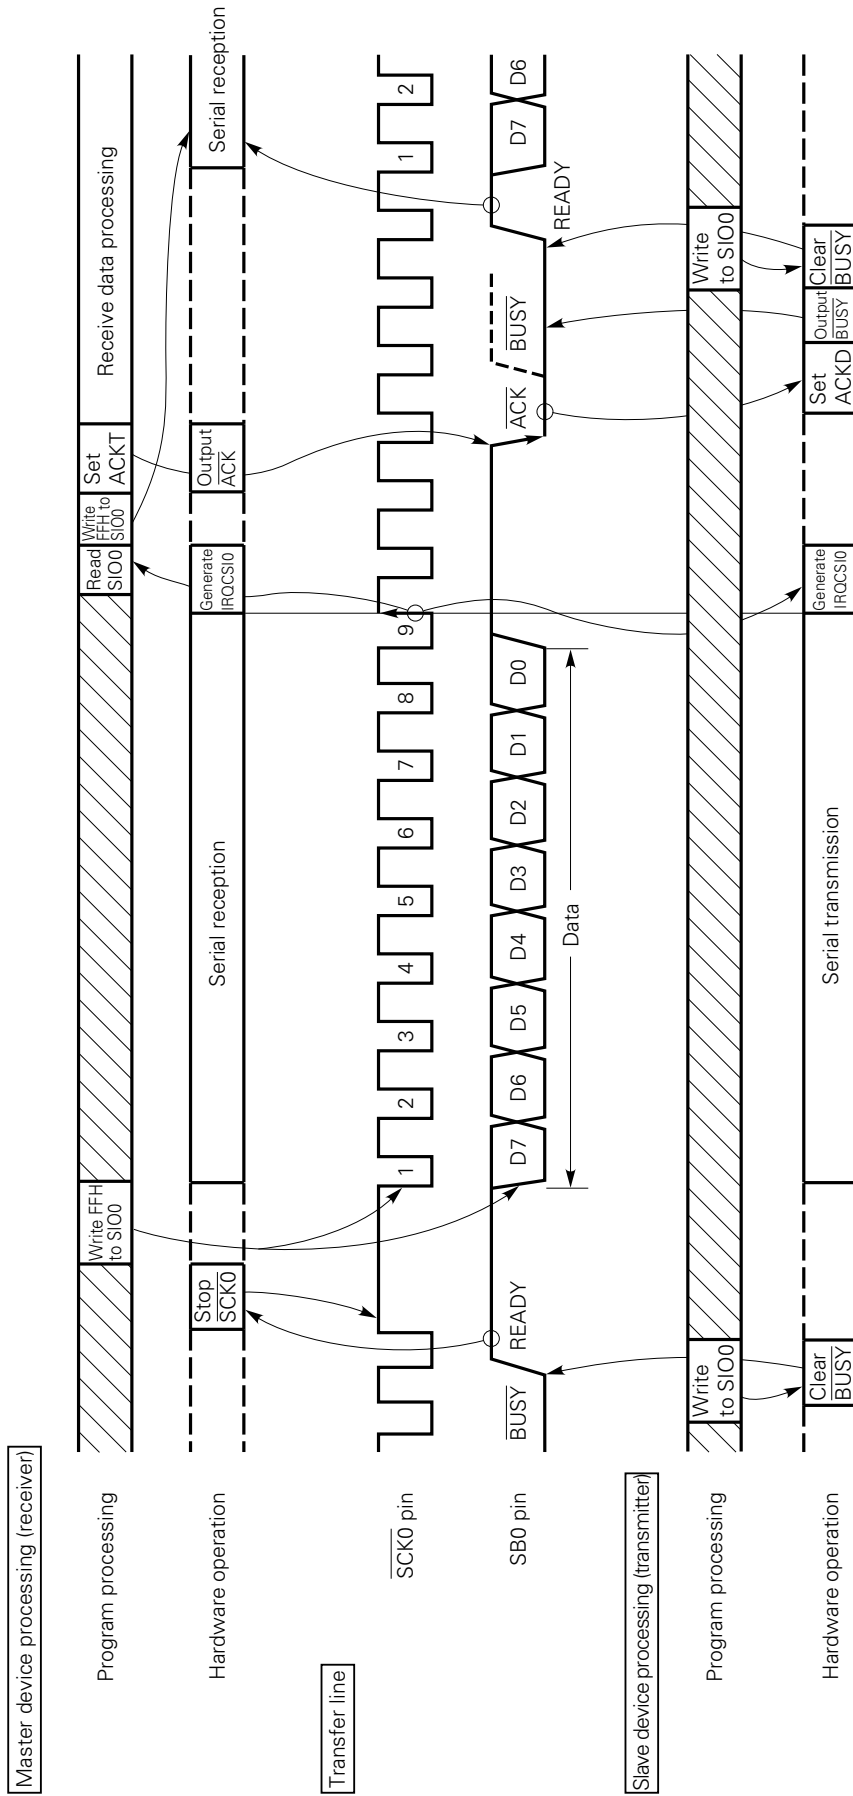 Master device processing (receiver)
Program processing
Write FFH
to SIO0
Read
SIO0
Write
FFH to
SIO0
Set
ACKT
Receive data processing
Hardware operation
Stop
SCK0
Serial reception
Generate
IRQCSI0
Output
ACK
Serial reception
Transfer line
SCK0 pin
1
2
3
4
5
6
7
8
9
1
2
SB0 pin
BUSY
READY
D7
D6
D5
D4
D3
D2
D1
D0
ACK
BUSY
READY
D7
D6
Data
Slave device processing (transmitter)
Program processing
Write
to SIO0
Write
to SIO0
Hardware operation
Clear
BUSY
Serial transmission
Generate
IRQCSI0
Set
ACKD
Output
BUSY
Clear
BUSY